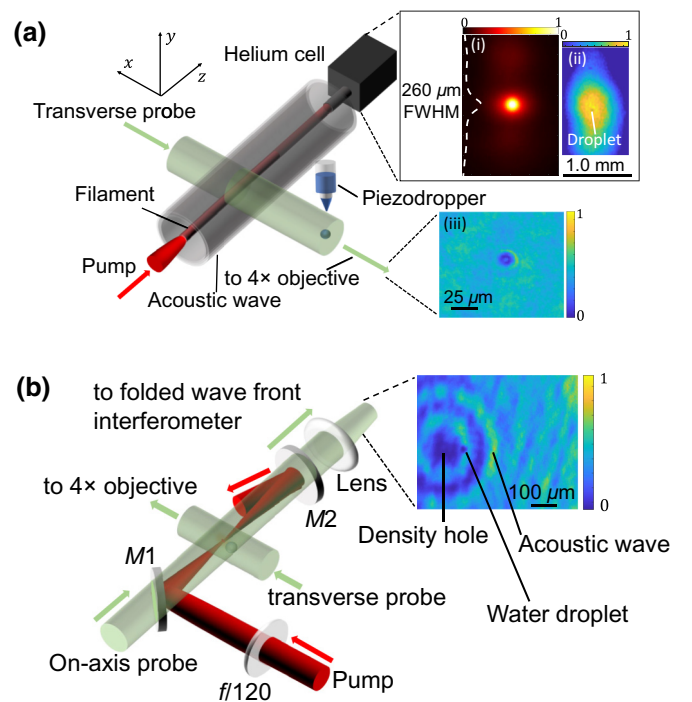 (a)
y
x
z
Helium cell
Transverse probe
Filament
Pump
Acoustic wave
to 4× objective
Piezodropper
0 1
(i)
260 µm
FWHM
0 1
(ii)
Droplet
1.0 mm
(iii)
25 µm
1
0
(b)
to folded wave front
interferometer
to 4× objective
Lens
M2
M1
transverse probe
On-axis probe
f/120
Pump
1
0
100 µm
Density hole
Acoustic wave
Water droplet